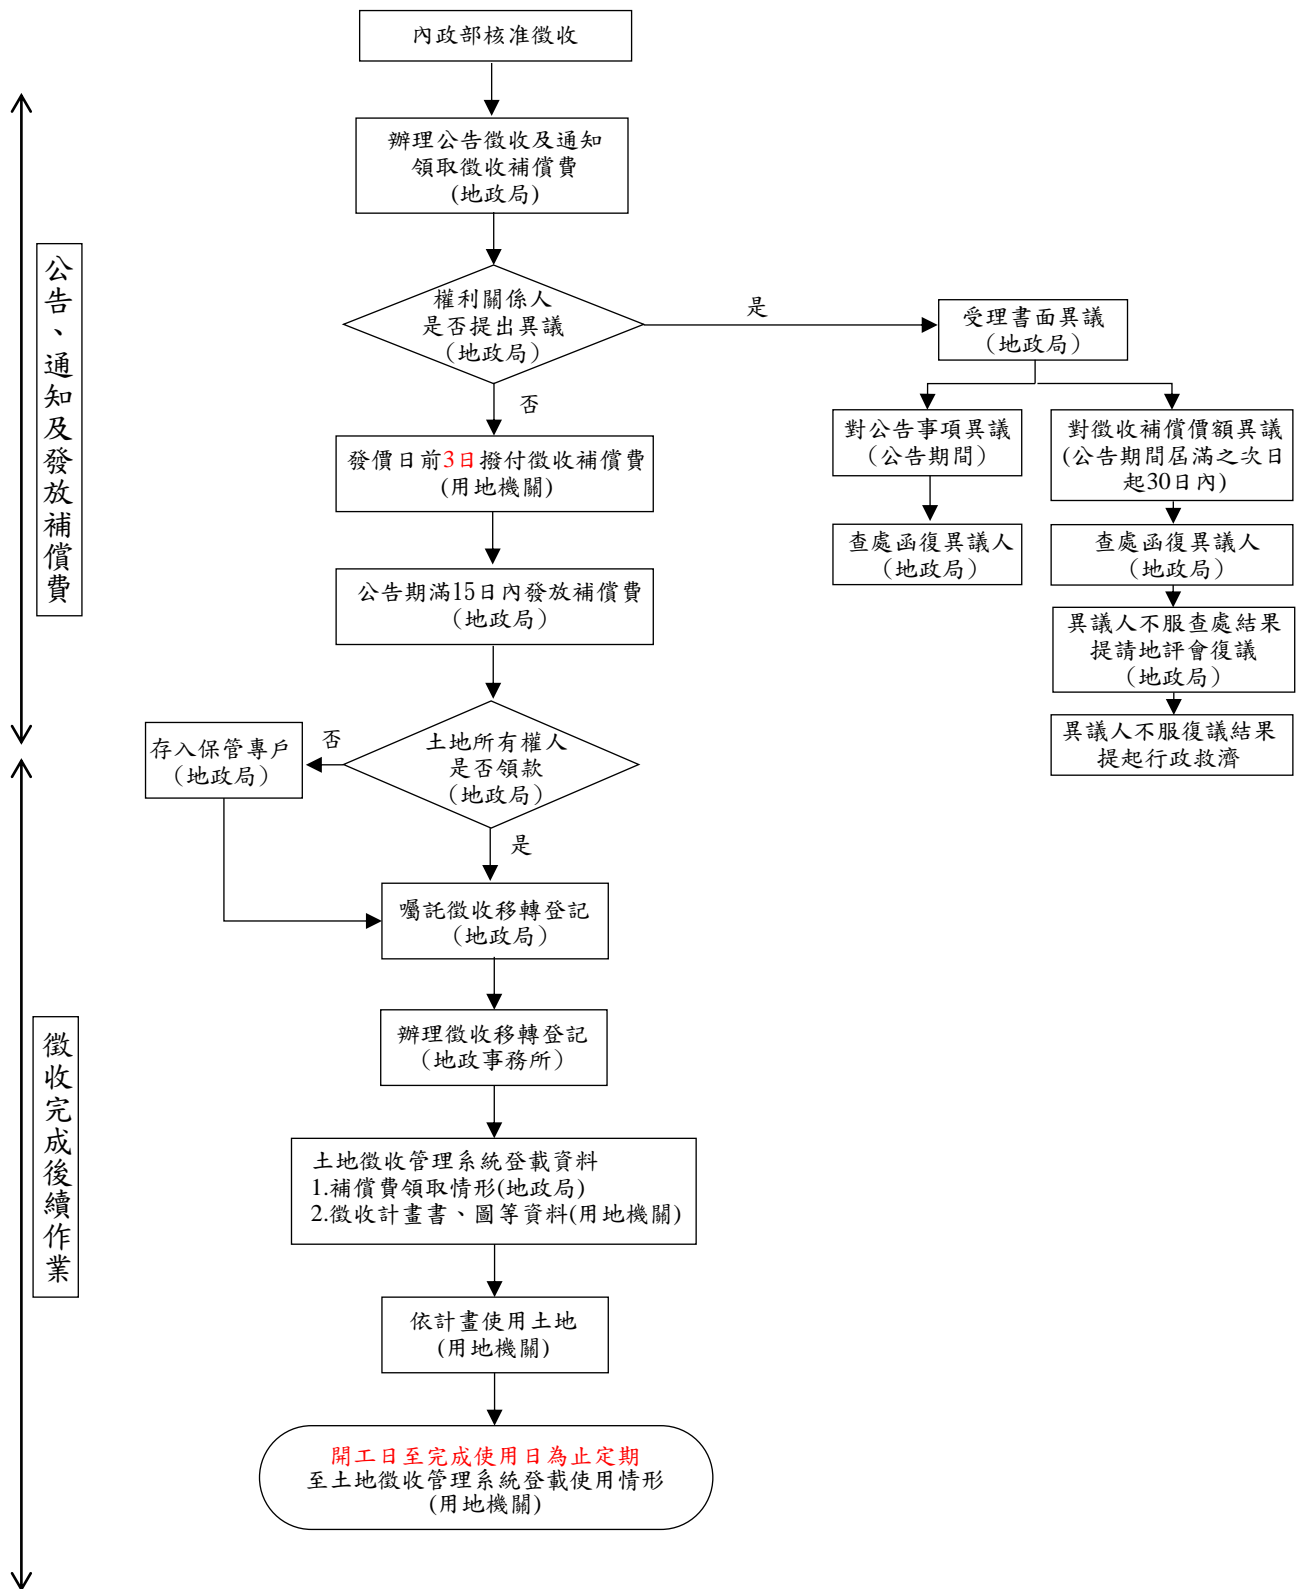 內政部核准徵收
辦理公告徵收及通知
領取徵收補償費
(地政局)
公告、通知及發放補償費
權利關係人
是否提出異議
(地政局)
是
受理書面異議
(地政局)
否
對公告事項異議
(公告期間)
對徵收補償價額異議
(公告期間屆滿之次日
起30日內)
發價日前3日撥付徵收補償費
(用地機關)
查處函復異議人
(地政局)
查處函復異議人
(地政局)
公告期滿15日內發放補償費
(地政局)
異議人不服查處結果
提請地評會復議
(地政局)
異議人不服復議結果
提起行政救濟
土地所有權人
是否領款
(地政局)
否
存入保管專戶
(地政局)
是
囑託徵收移轉登記
(地政局)
徵收完成後續作業
辦理徵收移轉登記
(地政事務所)
土地徵收管理系統登載資料
1.補償費領取情形(地政局)
2.徵收計畫書、圖等資料(用地機關)
依計畫使用土地
(用地機關)
開工日至完成使用日為止定期
至土地徵收管理系統登載使用情形
(用地機關)